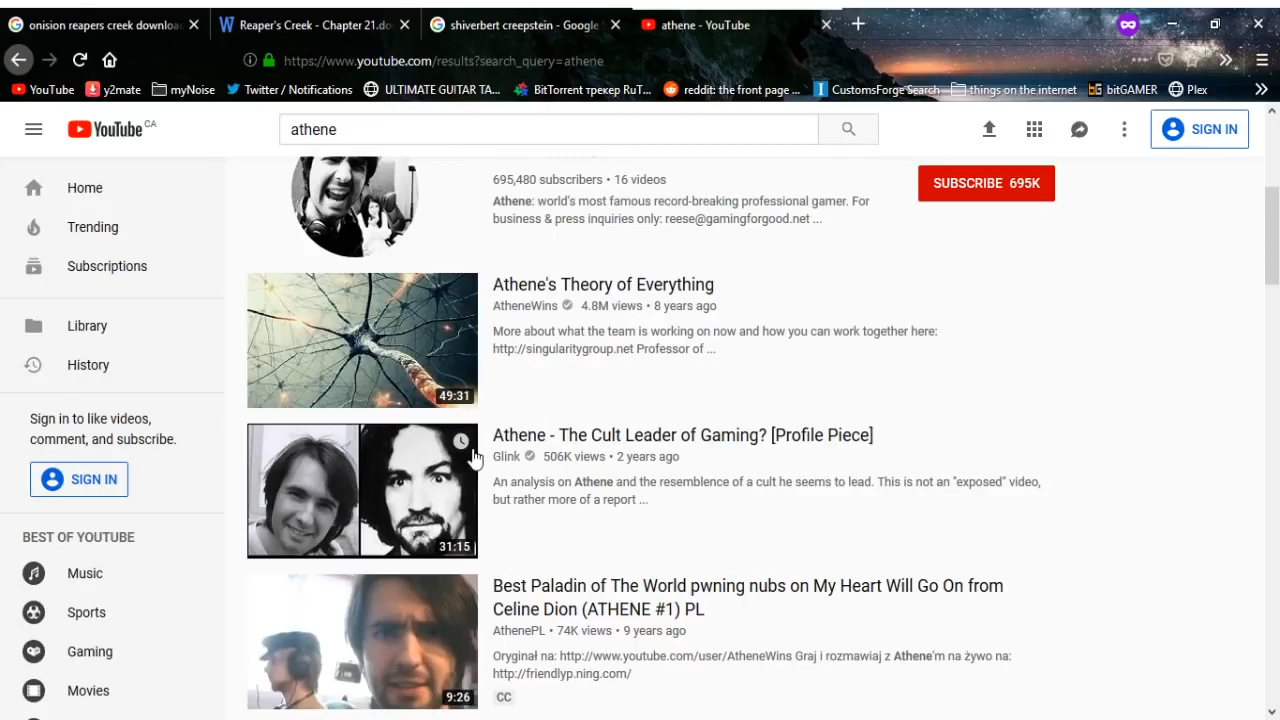 onision reapers creek downloa
Reaper's Creek - Chapter 21.do
shiverbert creepstein - Google
athene - YouTube
https://www.youtube.com/results?search_query=athene
YouTube
y2mate
myNoise
Twitter / Notifications
ULTIMATE GUITAR TA...
BitTorrent трекер RuT...
reddit: the front page ...
CustomsForge Search
things on the internet
bitGAMER
Plex
YouTube CA
athene
SIGN IN
Home
Trending
Subscriptions
Library
History
Sign in to like videos,
comment, and subscribe.
SIGN IN
BEST OF YOUTUBE
Music
Sports
Gaming
Movies
695,480 subscribers • 16 videos
Athene: world's most famous record-breaking professional gamer. For
business & press inquiries only: reese@gamingforgood.net ...
SUBSCRIBE 695K
49:31
Athene's Theory of Everything
AtheneWins 4.8M views • 8 years ago
More about what the team is working on now and how you can work together here:
http://singularitygroup.net Professor of ...
31:15
Athene - The Cult Leader of Gaming? [Profile Piece]
Glink 506K views • 2 years ago
An analysis on Athene and the resemblence of a cult he seems to lead. This is not an "exposed" video,
but rather more of a report ...
9:26
Best Paladin of The World pwning nubs on My Heart Will Go On from
Celine Dion (ATHENE #1) PL
AthenePL • 74K views • 9 years ago
Oryginał na: http://www.youtube.com/user/AtheneWins Graj i rozmawiaj z Athene'm na żywo na:
http://friendlyp.ning.com/
CC